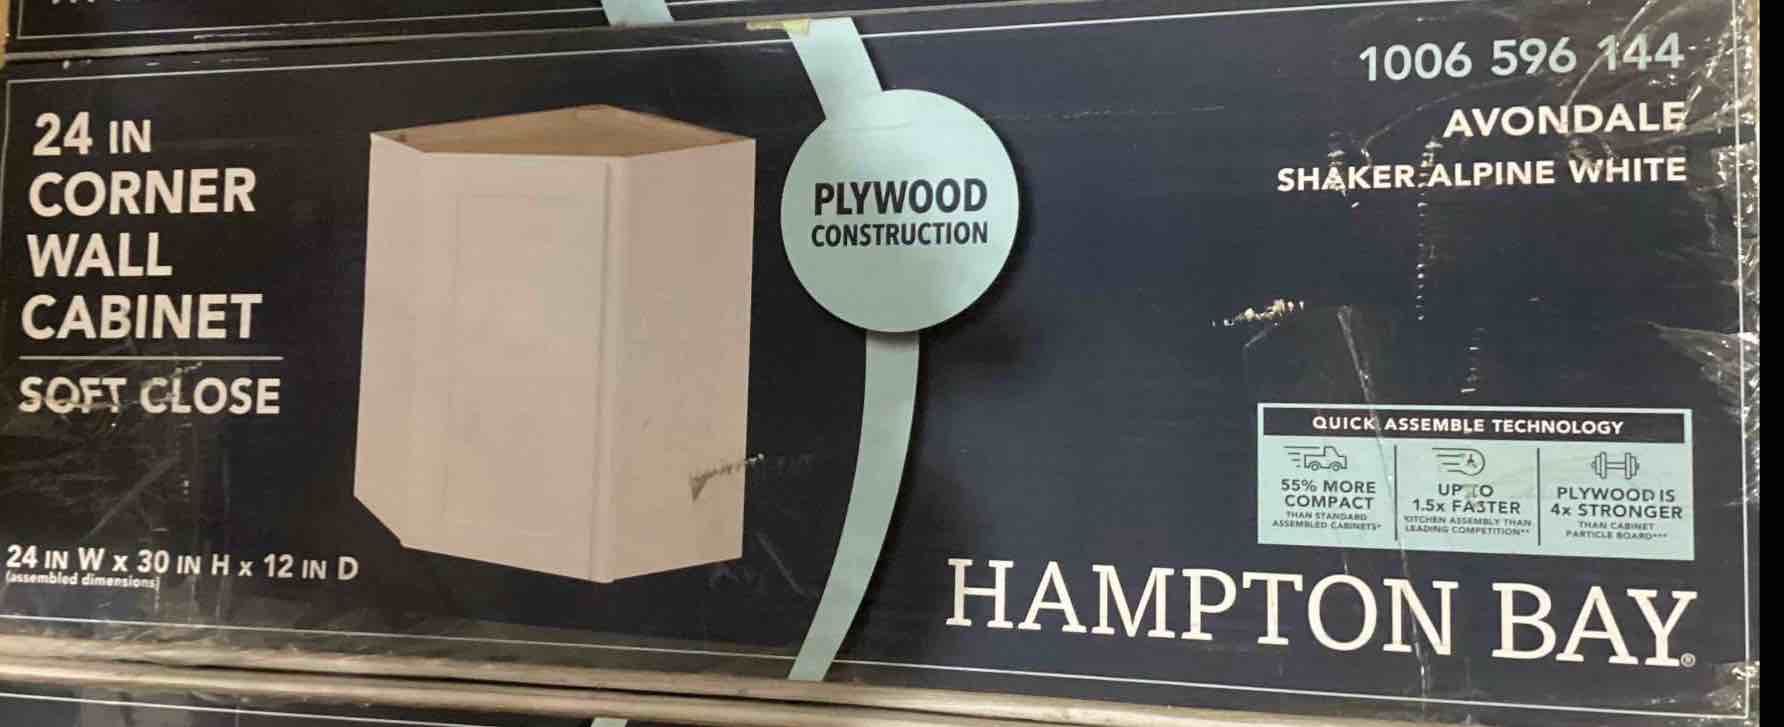 24 IN
CORNER
WALL
CABINET
SOFT CLOSE
24 IN W x 30 IN H x 12 IN D
(assembled dimensions)
PLYWOOD
CONSTRUCTION
1006 596 144
AVONDALE
SHAKER ALPINE WHITE
QUICK ASSEMBLE TECHNOLOGY
55% MORE
COMPACT
THAN STANDARD
ASSEMBLED CABINETS*
UP TO
1.5x FASTER
KITCHEN ASSEMBLY THAN
LEADING COMPETITION**
PLYWOOD IS
4x STRONGER
THAN CABINET
PARTICLE BOARD***
HAMPTON BAY®